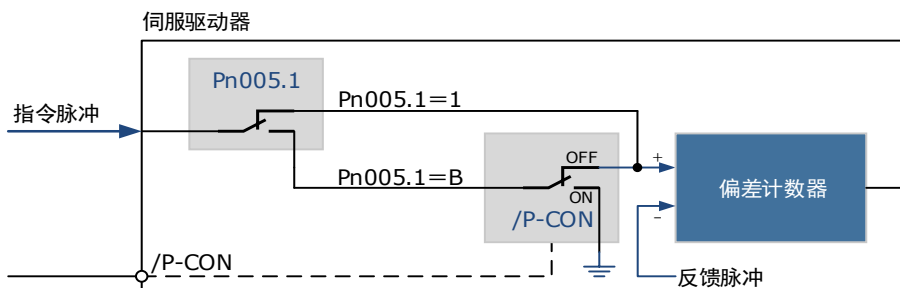 伺服驱动器
Pn005.1
指令脉冲
Pn005.1＝1
Pn005.1＝B
OFF
ON
/P-CON
+
-
偏差计数器
/P-CON
反馈脉冲